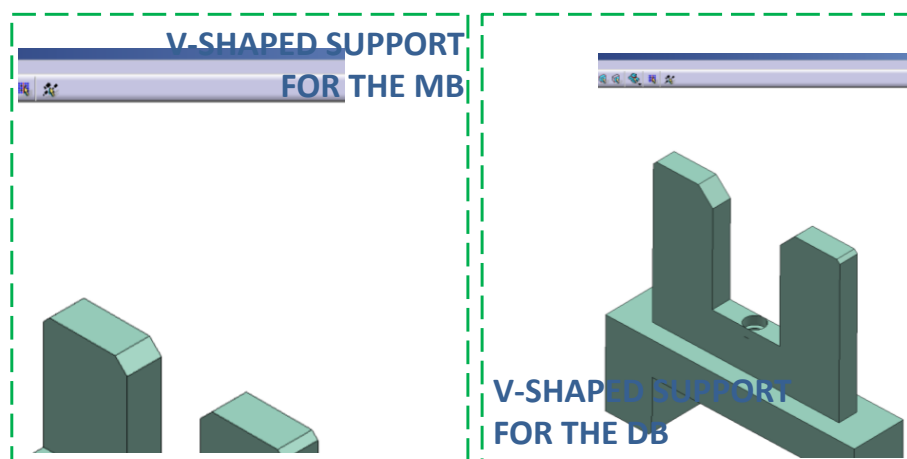 V-SHAPED SUPPORT
FOR THE MB
V-SHAPED SUPPORT
FOR THE DB